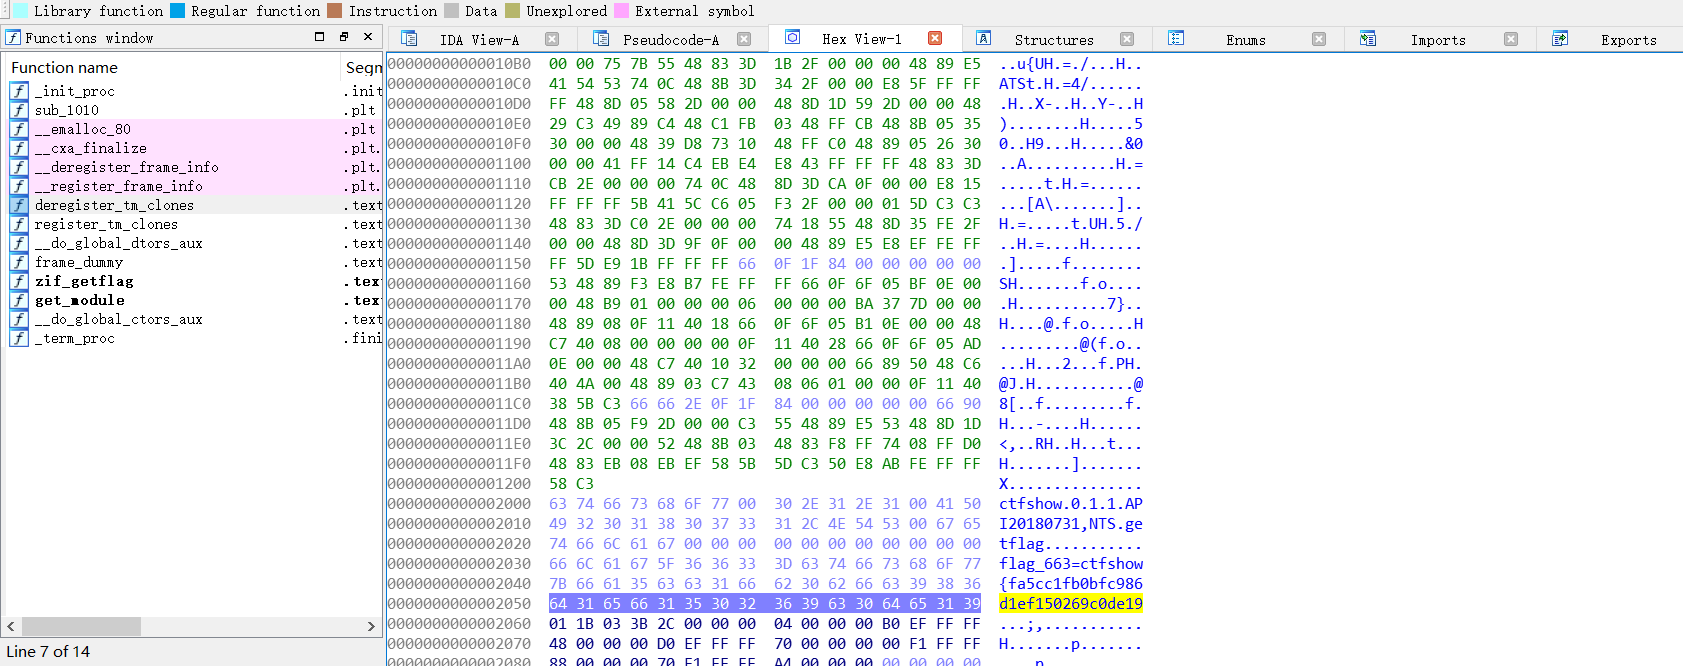 Library function Regular function Instruction Data Unexplored External symbol
Functions window
Function name Segm
_init_proc .init
sub_1010 .plt
__emalloc_80 .plt
__cxa_finalize .plt.
__deregister_frame_info .plt.
__register_frame_info .plt.
deregister_tm_clones .text
register_tm_clones .text
__do_global_dtors_aux .text
frame_dummy .text
zif_getflag .text
get_module .text
__do_global_ctors_aux .text
_term_proc .fini
Line 7 of 14
IDA View-A Pseudocode-A Hex View-1 Structures Enums Imports Exports
00000000000010B0 00 00 75 7B 55 48 83 3D 1B 2F 00 00 00 48 89 E5 ..u{UH.=./...H..
00000000000010C0 41 54 53 74 0C 48 8B 3D 34 2F 00 00 E8 5F FF FF ATSt.H.=4/......
00000000000010D0 FF 48 8D 05 58 2D 00 00 48 8D 1D 59 2D 00 00 48 .H..X-..H..Y-..H
00000000000010E0 29 C3 49 89 C4 48 C1 FB 03 48 FF CB 48 8B 05 35 )........H.....5
00000000000010F0 30 00 00 48 39 D8 73 10 48 FF C0 48 89 05 26 30 0..H9...H.....&0
0000000000001100 00 00 41 FF 14 C4 EB E4 E8 43 FF FF FF 48 83 3D ..A..........H.=
0000000000001110 CB 2E 00 00 00 74 0C 48 8D 3D CA 0F 00 00 E8 15 .....t.H.=......
0000000000001120 FF FF FF 5B 41 5C C6 05 F3 2F 00 00 01 5D C3 C3 ...[A\.......]..
0000000000001130 48 83 3D C0 2E 00 00 00 74 18 55 48 8D 35 FE 2F H.=.....t.UH.5./
0000000000001140 00 00 48 8D 3D 9F 0F 00 00 48 89 E5 E8 EF FE FF ..H.=....H......
0000000000001150 FF 5D E9 1B FF FF FF 66 0F 1F 84 00 00 00 00 00 .].....f........
0000000000001160 53 48 89 F3 E8 B7 FE FF FF 66 0F 6F 05 BF 0E 00 SH.......f.o....
0000000000001170 00 48 B9 01 00 00 00 06 00 00 00 BA 37 7D 00 00 .H..........7}..
0000000000001180 48 89 08 0F 11 40 18 66 0F 6F 05 B1 0E 00 00 48 H....@.f.o.....H
0000000000001190 C7 40 08 00 00 00 00 0F 11 40 28 66 0F 6F 05 AD .........@(f.o..
00000000000011A0 0E 00 00 48 C7 40 10 32 00 00 00 66 89 50 48 C6 ...H...2...f.PH.
00000000000011B0 40 4A 00 48 89 03 C7 43 08 06 01 00 00 0F 11 40 @J.H...........@
00000000000011C0 38 5B C3 66 66 2E 0F 1F 84 00 00 00 00 00 66 90 8[..f.........f.
00000000000011D0 48 8B 05 F9 2D 00 00 C3 55 48 89 E5 53 48 8D 1D H...-....H......
00000000000011E0 3C 2C 00 00 52 48 8B 03 48 83 F8 FF 74 08 FF D0 <,..RH..H...t...
00000000000011F0 48 83 EB 08 EB EF 58 5B 5D C3 50 E8 AB FE FF FF H.......].......
0000000000001200 58 C3 X...............
0000000000002000 63 74 66 73 68 6F 77 00 30 2E 31 2E 31 00 41 50 ctfshow.0.1.1.AP
0000000000002010 49 32 30 31 38 30 37 33 31 2C 4E 54 53 00 67 65 I20180731,NTS.ge
0000000000002020 74 66 6C 61 67 00 00 00 00 00 00 00 00 00 00 00 tflag...........
0000000000002030 66 6C 61 67 5F 36 36 33 3D 63 74 66 73 68 6F 77 flag_663=ctfshow
0000000000002040 7B 66 61 35 63 63 31 66 62 30 62 66 63 39 38 36 {fa5cc1fb0bfc986
0000000000002050 64 31 65 66 31 35 30 32 36 39 63 30 64 65 31 39 d1ef150269c0de19
0000000000002060 01 1B 03 3B 2C 00 00 00 04 00 00 00 B0 EF FF FF ...;,...........
0000000000002070 48 00 00 00 D0 EF FF FF 70 00 00 00 00 F1 FF FF H.......p.......
0000000000002080 88 00 00 00 70 F1 FF FF A4 00 00 00 00 00 00 00 ....p...........